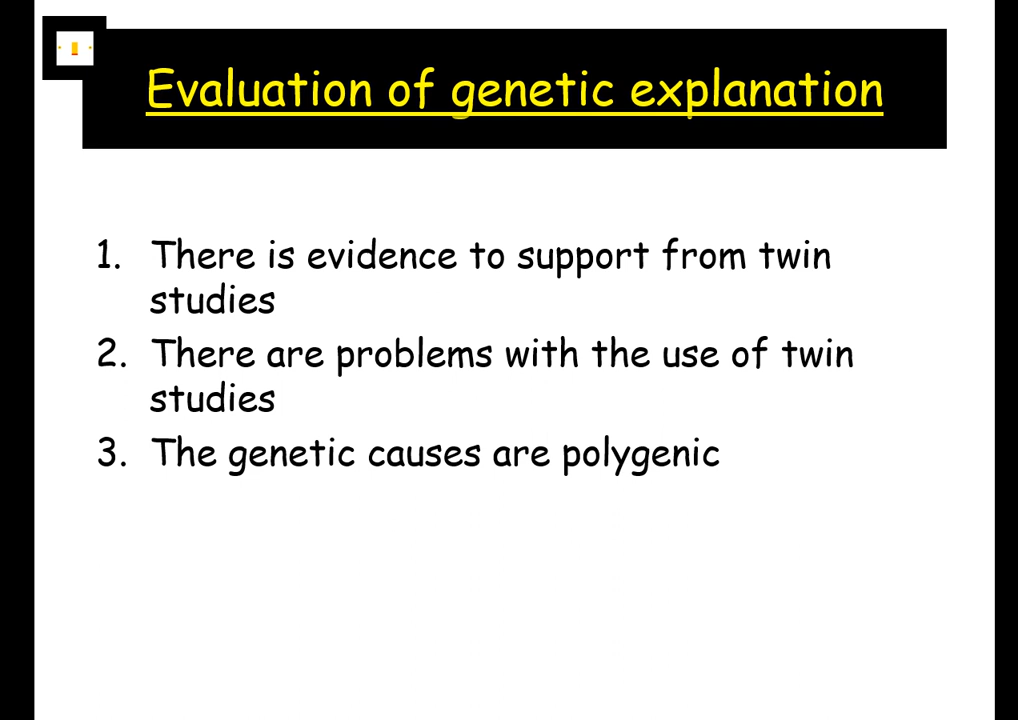 Evaluation of genetic explanation
1. There is evidence to support from twin
studies
2. There are problems with the use of twin
studies
3. The genetic causes are polygenic